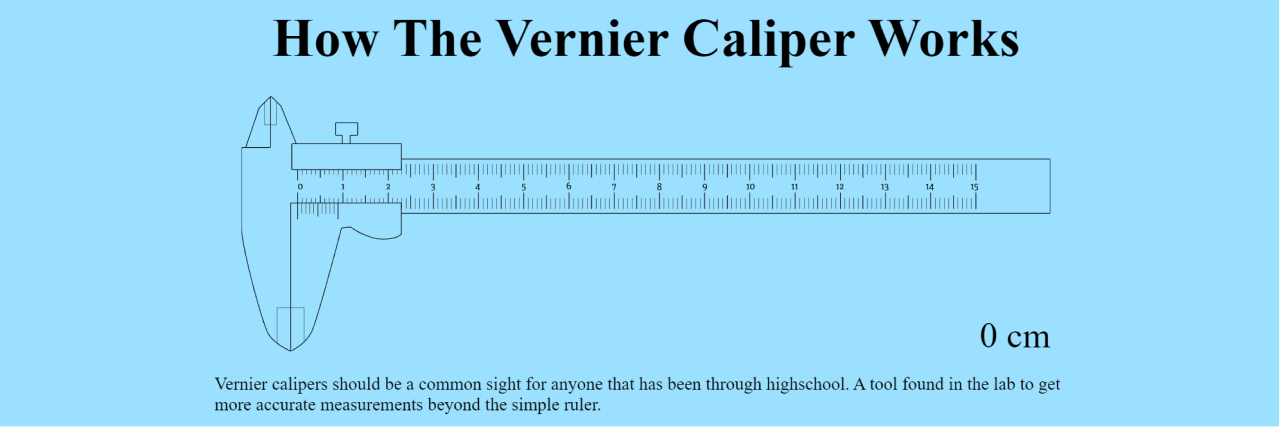 How The Vernier Caliper Works
0 1 2 3 4 5 6 7 8 9 10 11 12 13 14 15
0 cm
Vernier calipers should be a common sight for anyone that has been through highschool. A tool found in the lab to get
more accurate measurements beyond the simple ruler.